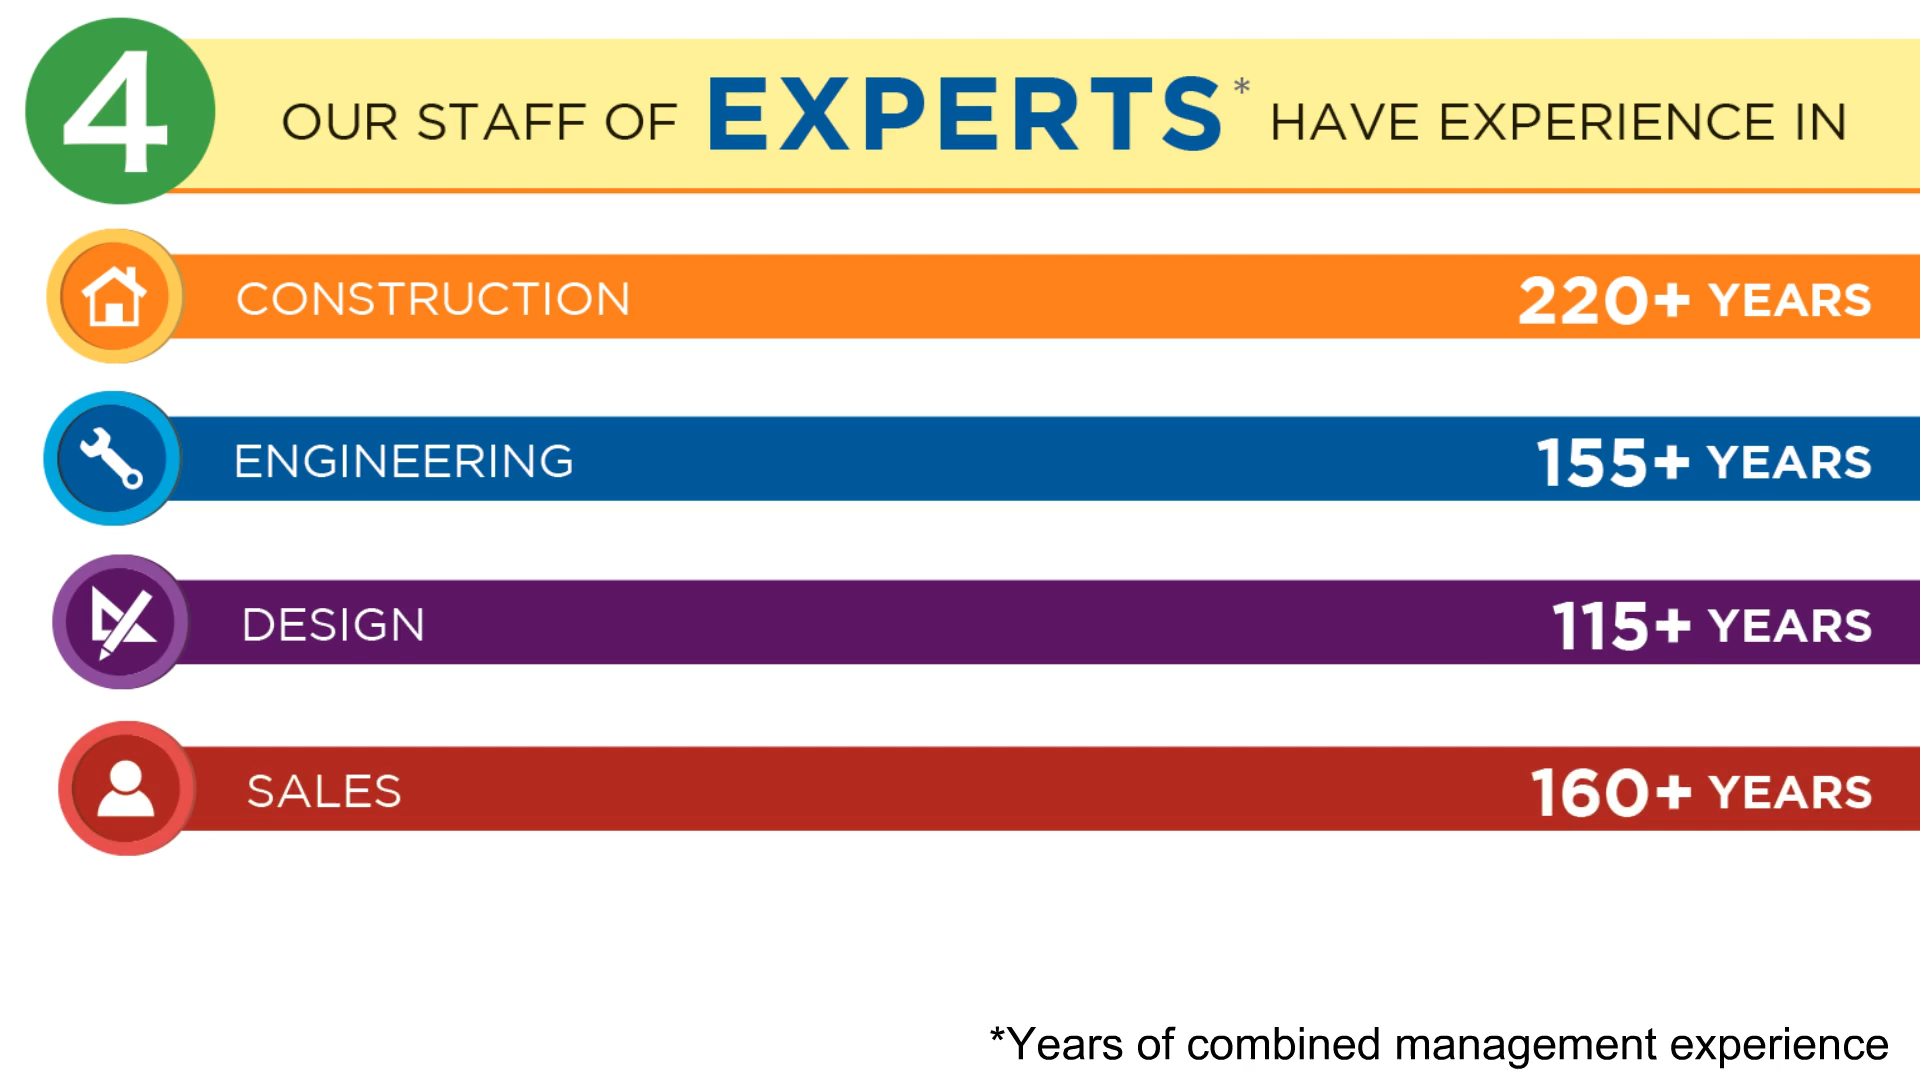 4
OUR STAFF OF EXPERTS* HAVE EXPERIENCE IN
CONSTRUCTION 220+ YEARS
ENGINEERING 155+ YEARS
DESIGN 115+ YEARS
SALES 160+ YEARS
*Years of combined management experience